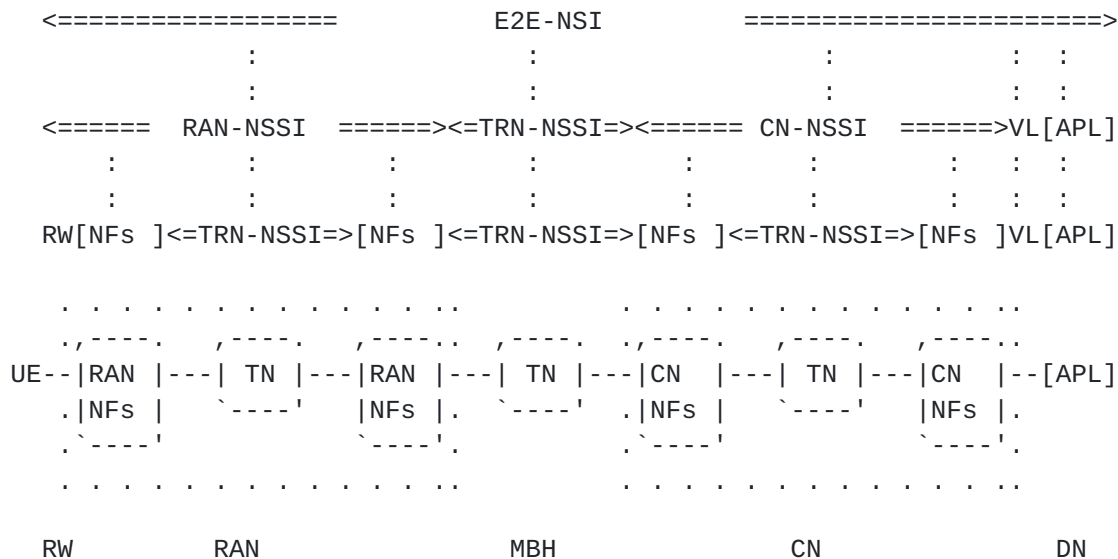 <================== E2E-NSI =======================>
: : : : :
: : : : :
<====== RAN-NSSI ======><=TRN-NSSI=><====== CN-NSSI ======>VL[APL]
: : : : : : : : :
: : : : : : : : :
RW[NFs ]<=TRN-NSSI=>[NFs ]<=TRN-NSSI=>[NFs ]<=TRN-NSSI=>[NFs ]VL[APL]
. . . . . . . . . . . . .. . . . . . . . . . . . . ..
.,----. ,----. ,----.. ,----. .,----. ,----. ,----..
UE--|RAN |---| TN |---|RAN |---| TN |---|CN |---| TN |---|CN |--[APL]
.|NFs | `----' |NFs |. `----' .|NFs | `----' |NFs |.
.`----' `----'. .`----' `----'.
. . . . . . . . . . . . .. . . . . . . . . . . . . ..
RW RAN MBH CN DN